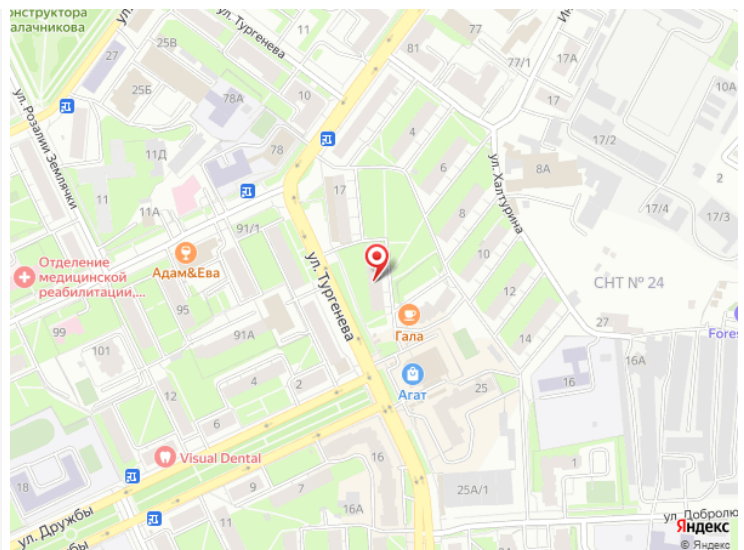 онструктора
алачникова
ул. Тургенева
81
77/1
17А
10А
25В
27
25Б
78А
10
17
17/2
4
78
11Д
6
ул. Розалии Землячки
11
ул. Халтурина
8А
2
17
8
17/4
17/3
11А
91/1
Адам&Ева
ул. Тургенева
10
Отделение
медицинской
реабилитации,...
СНТ № 24
12
99
91А
Гала
27
Fores
101
14
16А
4
2
Агат
25
16
12
6
95
Visual Dental
16
18
9
7
1
25А/1
16А
11
ул. Дружбы
ул. Добролю
бы
Яндекс
© Яндекс